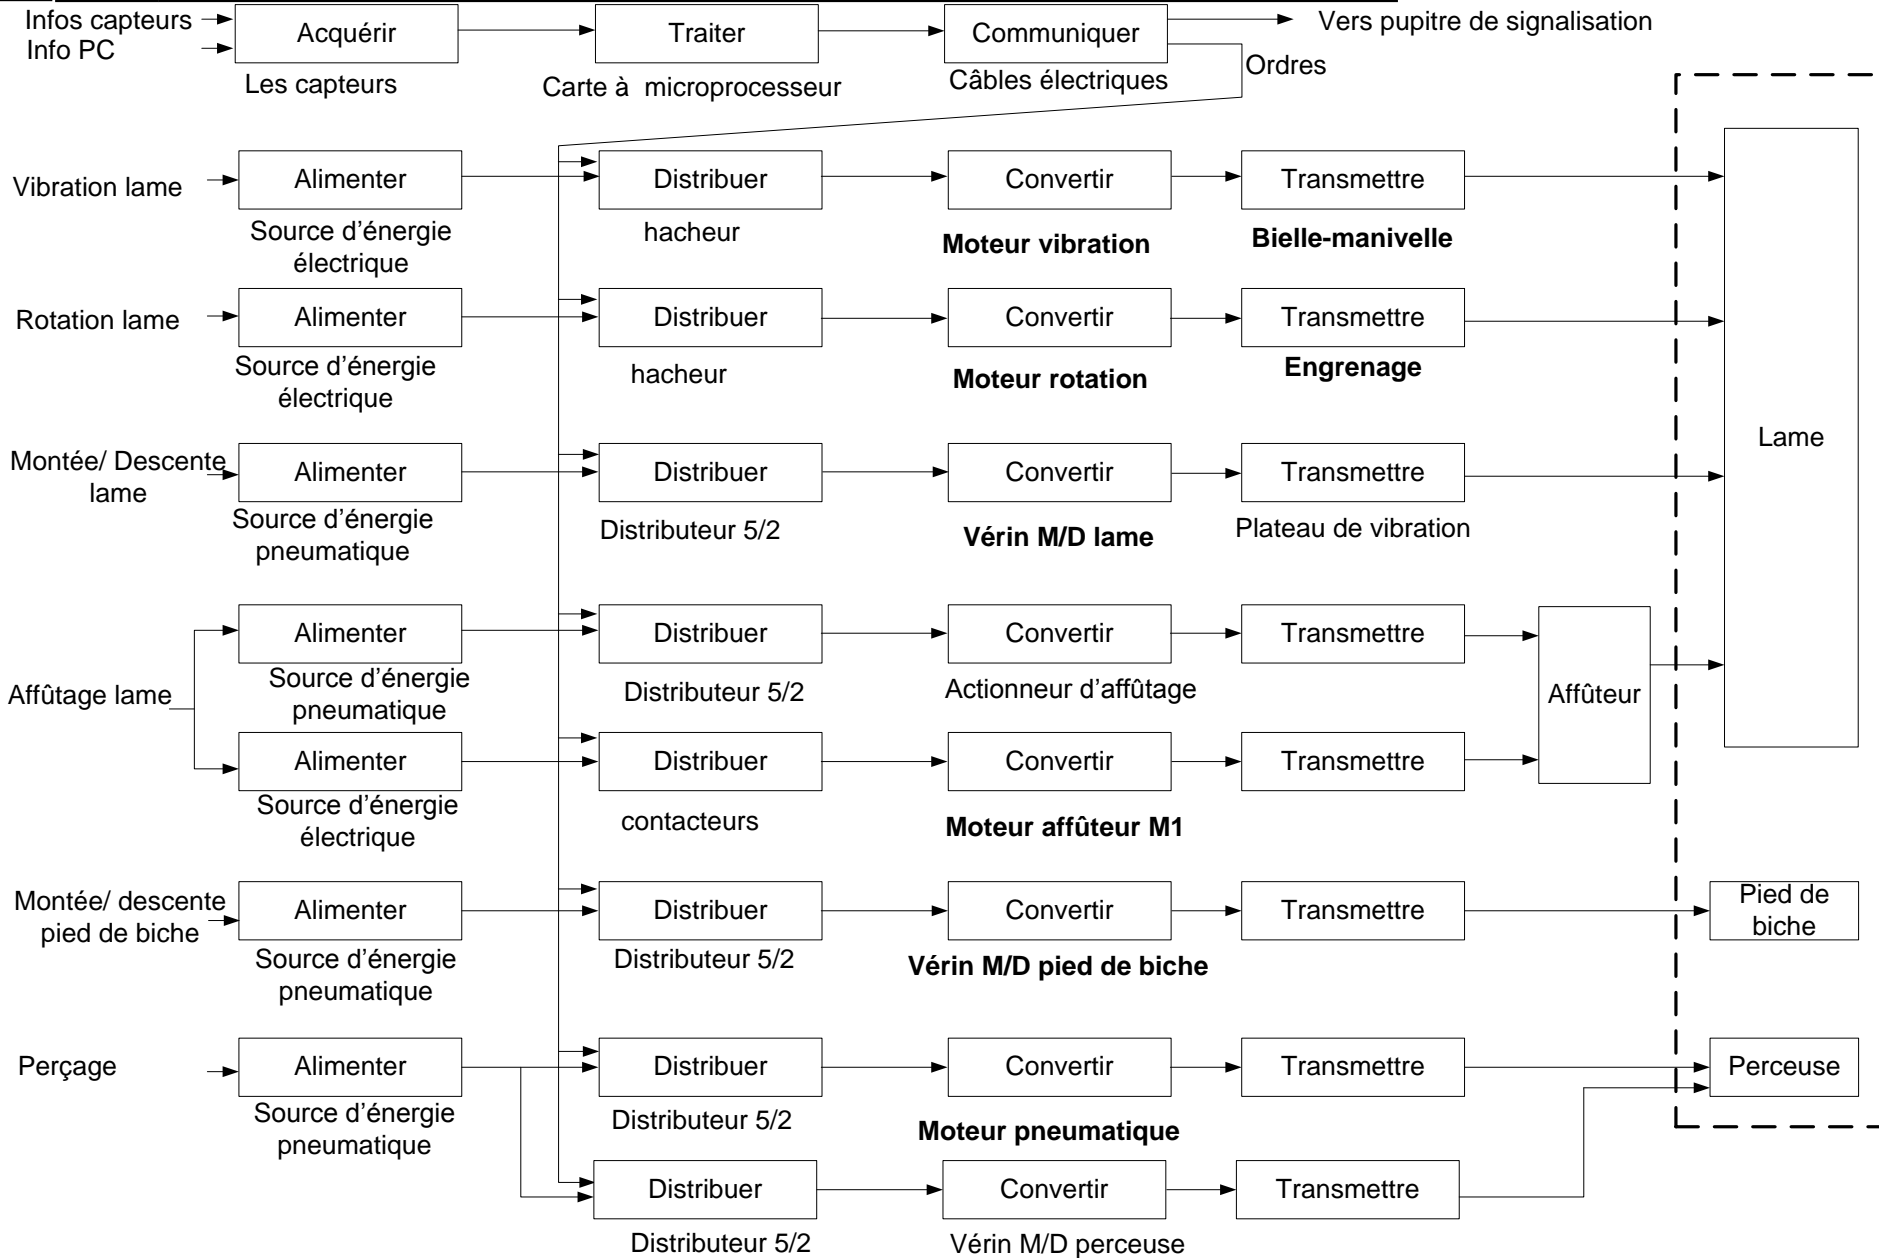 Infos capteurs
Info PC
Acquérir
Traiter
Communiquer
Vers pupitre de signalisation
Les capteurs
Carte à microprocesseur
Câbles électriques
Ordres
Vibration lame
Alimenter
Distribuer
Convertir
Transmettre
Source d'énergie
électrique
hacheur
Moteur vibration
Bielle-manivelle
Rotation lame
Alimenter
Distribuer
Convertir
Transmettre
Source d'énergie
électrique
hacheur
Moteur rotation
Engrenage
Lame
Montée/ Descente
lame
Alimenter
Distribuer
Convertir
Transmettre
Source d'énergie
pneumatique
Distributeur 5/2
Vérin M/D lame
Plateau de vibration
Affûtage lame
Alimenter
Distribuer
Convertir
Transmettre
Source d'énergie
pneumatique
Distributeur 5/2
Actionneur d'affûtage
Affûteur
Alimenter
Distribuer
Convertir
Transmettre
Source d'énergie
électrique
contacteurs
Moteur affûteur M1
Montée/ descente
pied de biche
Alimenter
Distribuer
Convertir
Transmettre
Pied de
biche
Source d'énergie
pneumatique
Distributeur 5/2
Vérin M/D pied de biche
Perçage
Alimenter
Distribuer
Convertir
Transmettre
Perceuse
Source d'énergie
pneumatique
Distributeur 5/2
Moteur pneumatique
Distribuer
Convertir
Transmettre
Distributeur 5/2
Vérin M/D perceuse